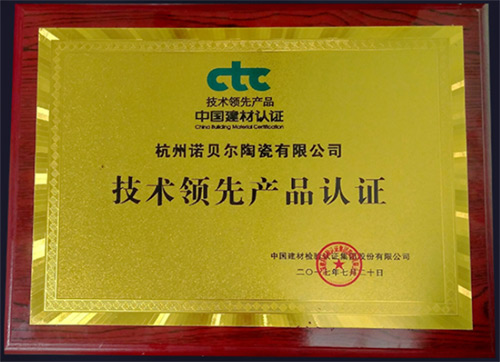 ctc
技术领先产品
中国建材认证
China Building Material Certification
杭州诺贝尔陶瓷有限公司
技术领先产品认证
中国建材检验认证集团股份有限公司
二〇一七年七月二十日